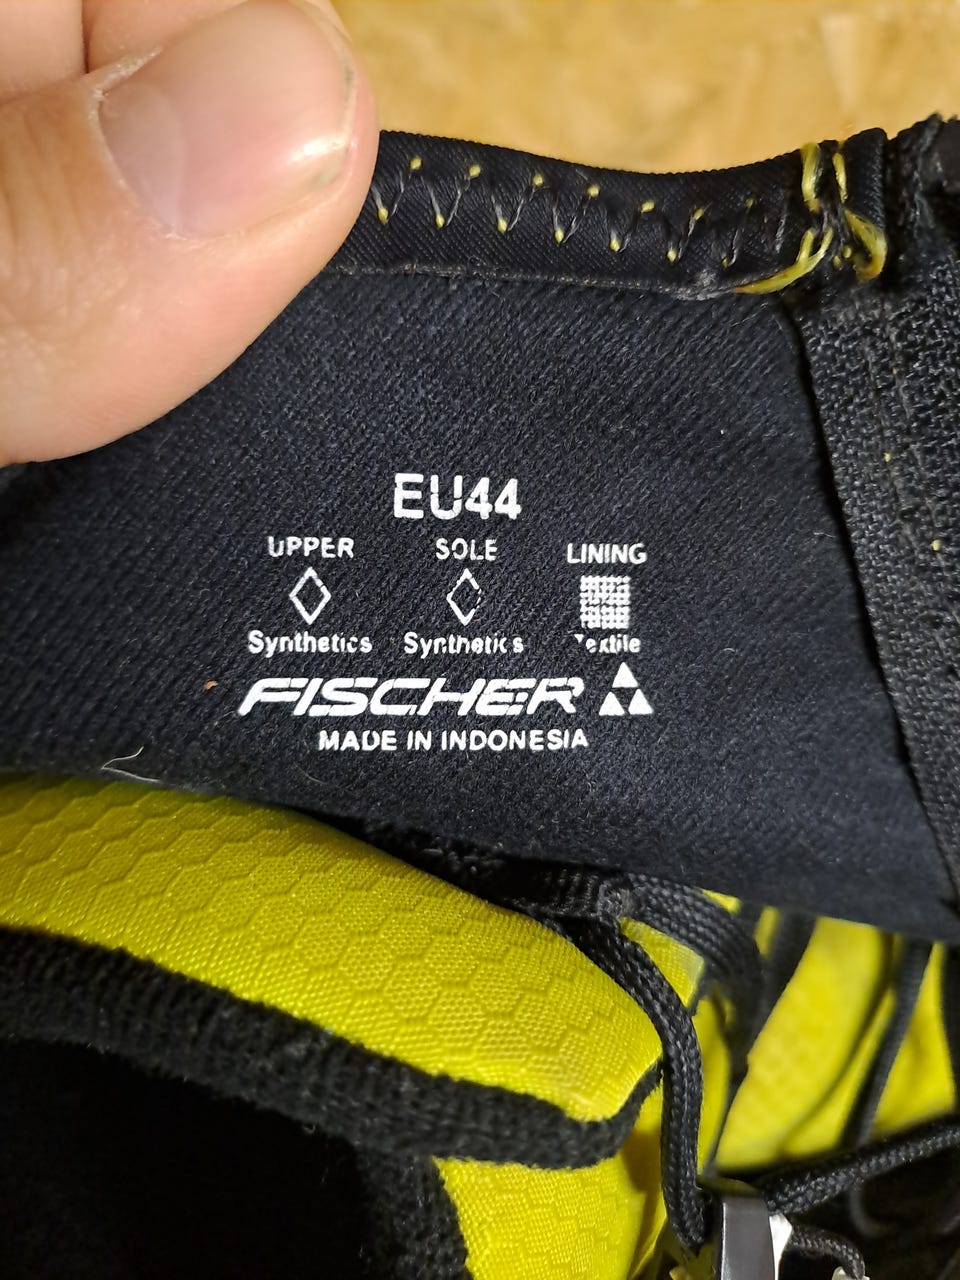 EU44
UPPER SOLE LINING
Synthetics Synthetics Textile
FISCHER
MADE IN INDONESIA